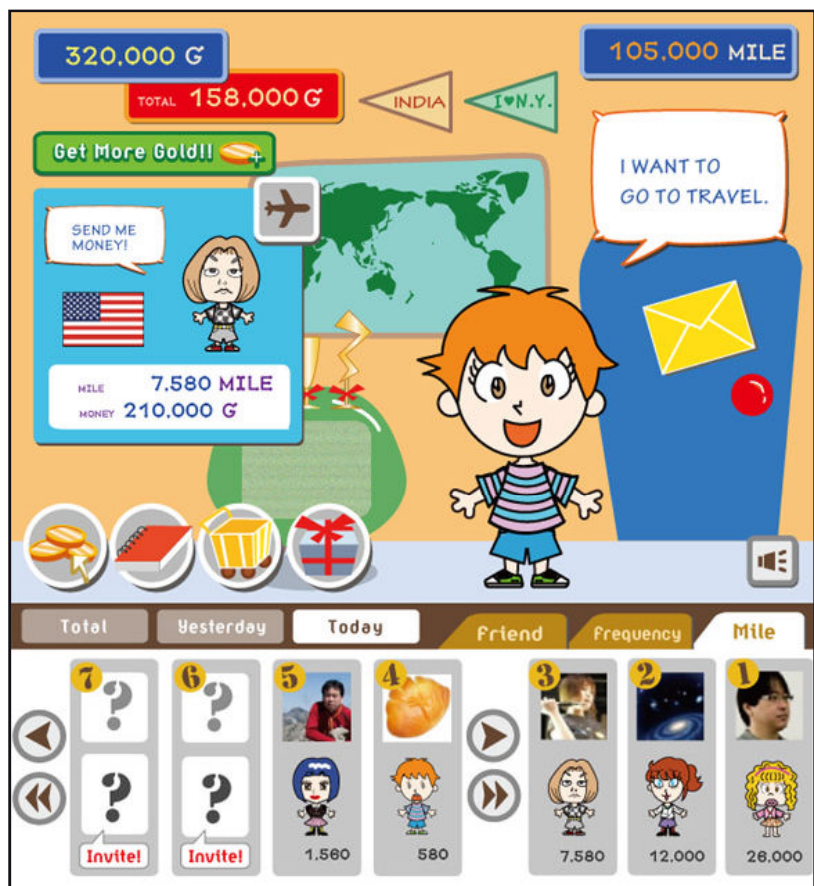 320,000 G
TOTAL 158,000 G
INDIA
I♥N.Y.
105,000 MILE
Get More Gold!!
I WANT TO
GO TO TRAVEL.
SEND ME
MONEY!
MILE 7.580 MILE
MONEY 210,000 G
Total
Yesterday
Today
Friend
Frequency
Mile
7
6
5
4
3
2
1
?
?
?
?
Invite!
Invite!
1.560
580
7.580
12.000
26.000